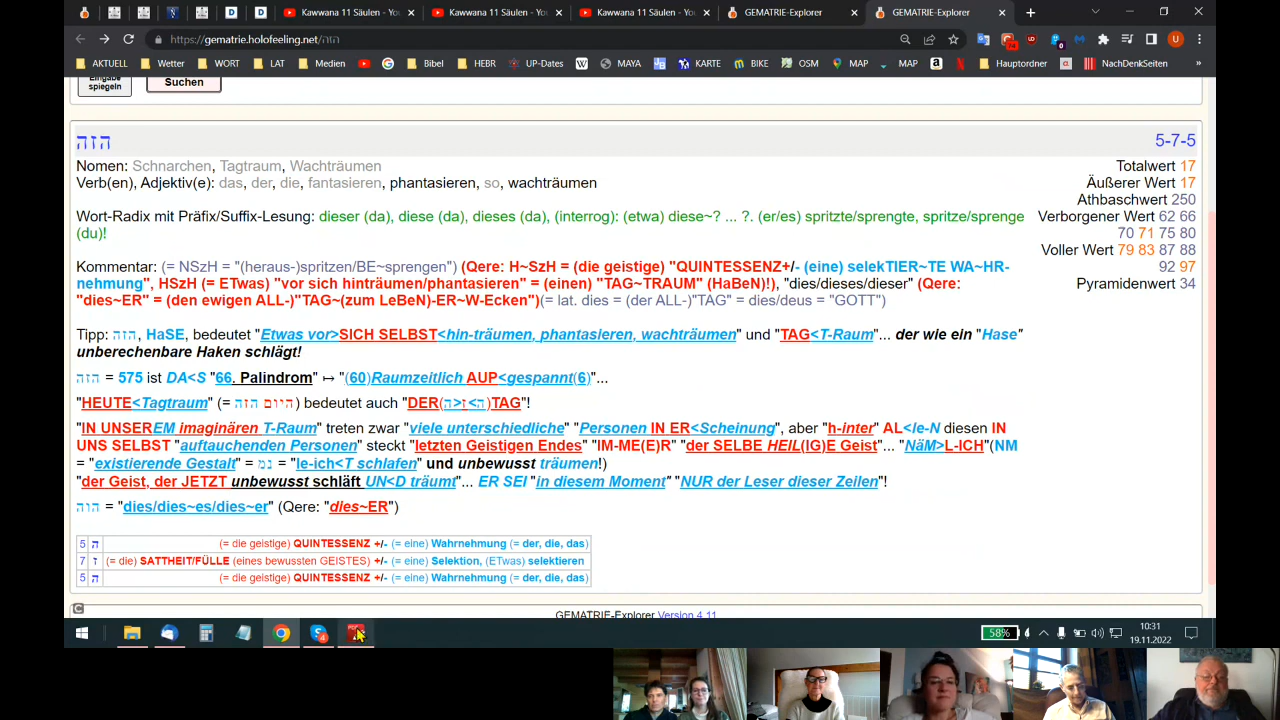 Kawwana 11 Säulen - Yo
Kawwana 11 Säulen - Yo
Kawwana 11 Säulen - Yo
GEMATRIE-Explorer
GEMATRIE-Explorer
https://gematrie.holofeeling.net/הזה
AKTUELL Wetter WORT LAT Medien Bibel HEBR UP-Dates MAYA KARTE BIKE OSM MAP MAP Hauptordner NachDenkSeiten »
Eingabe spiegeln
Suchen
הזה 5-7-5
Nomen: Schnarchen, Tagtraum, Wachträumen
Verb(en), Adjektiv(e): das, der, die, fantasieren, phantasieren, so, wachträumen
Wort-Radix mit Präfix/Suffix-Lesung: dieser (da), diese (da), dieses (da), (interrog): (etwa) diese~? ... ?. (er/es) spritzte/sprengte, spritze/sprenge
(du)!
Totalwert 17
Äußerer Wert 17
Athbaschwert 250
Verborgener Wert 62 66
70 71 75 80
Voller Wert 79 83 87 88
92 97
Pyramidenwert 34
Kommentar: (= NSzH = "(heraus-)spritzen/BE~sprengen") (Qere: H~SzH = (die geistige) "QUINTESSENZ+/- (eine) selekTIER~TE WA~HR-
nehmung", HSzH (= ETwas) "vor sich hinträumen/phantasieren" = (einen) "TAG~TRAUM" (HaBeN)!), "dies/dieses/dieser" (Qere:
"dies~ER" = (den ewigen ALL-)"TAG~(zum LeBeN)-ER~W-Ecken")(= lat. dies = (der ALL-)"TAG" = dies/deus = "GOTT")
Tipp: הזה, HaSE, bedeutet "Etwas vor>SICH SELBST<hin-träumen, phantasieren, wachträumen" und "TAG<T-Raum"... der wie ein "Hase"
unberechenbare Haken schlägt!
הזה = 575 ist DA<S "66. Palindrom" ↦ "(60)Raumzeitlich AUP<gespannt(6)"...
"HEUTE<Tagtraum" (= היום הזה) bedeutet auch "DER(ה<ז<ה)TAG"!
"IN UNSEREM imaginären T-Raum" treten zwar "viele unterschiedliche" "Personen IN ER<Scheinung", aber "h-inter" AL<le-N diesen IN
UNS SELBST "auftauchenden Personen" steckt "letzten Geistigen Endes" "IM-ME(E)R" "der SELBE HEIL(IG)E Geist"... "NäM>L-ICH"(NM
= "existierende Gestalt" = נמ = "le-ich<T schlafen" und unbewusst träumen!)
"der Geist, der JETZT unbewusst schläft UN<D träumt"... ER SEI "in diesem Moment" "NUR der Leser dieser Zeilen"!
הוה = "dies/dies~es/dies~er" (Qere: "dies~ER")
5 ה (= die geistige) QUINTESSENZ +/- (= eine) Wahrnehmung (= der, die, das)
7 ז (= die) SATTHEIT/FÜLLE (eines bewussten GEISTES) +/- (= eine) Selektion, (ETwas) selektieren
5 ה (= die geistige) QUINTESSENZ +/- (= eine) Wahrnehmung (= der, die, das)
GEMATRIE-Explorer Version 4.11
58%
10:31
19.11.2022